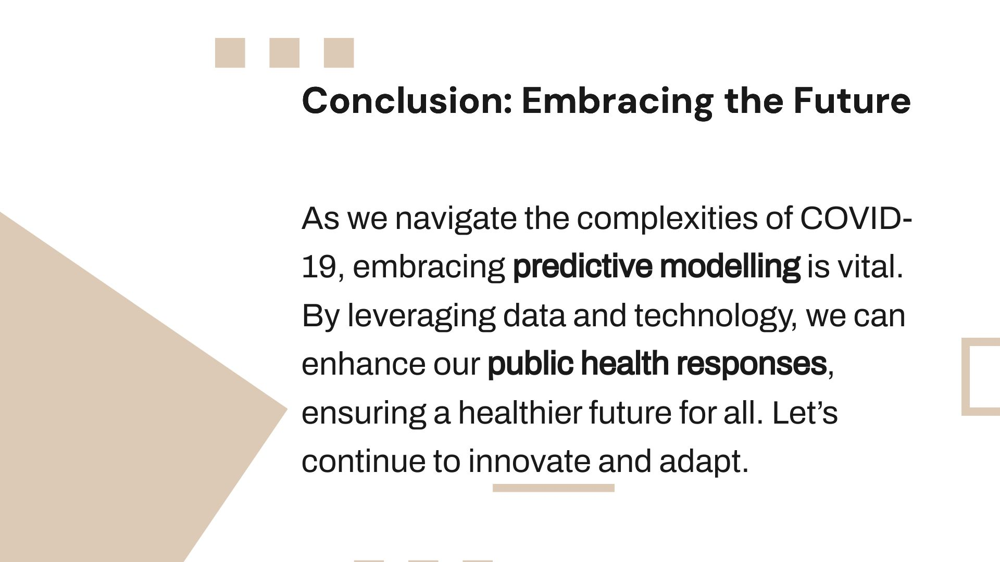 Conclusion: Embracing the Future
As we navigate the complexities of COVID-
19, embracing predictive modelling is vital.
By leveraging data and technology, we can
enhance our public health responses,
ensuring a healthier future for all. Let’s
continue to innovate and adapt.